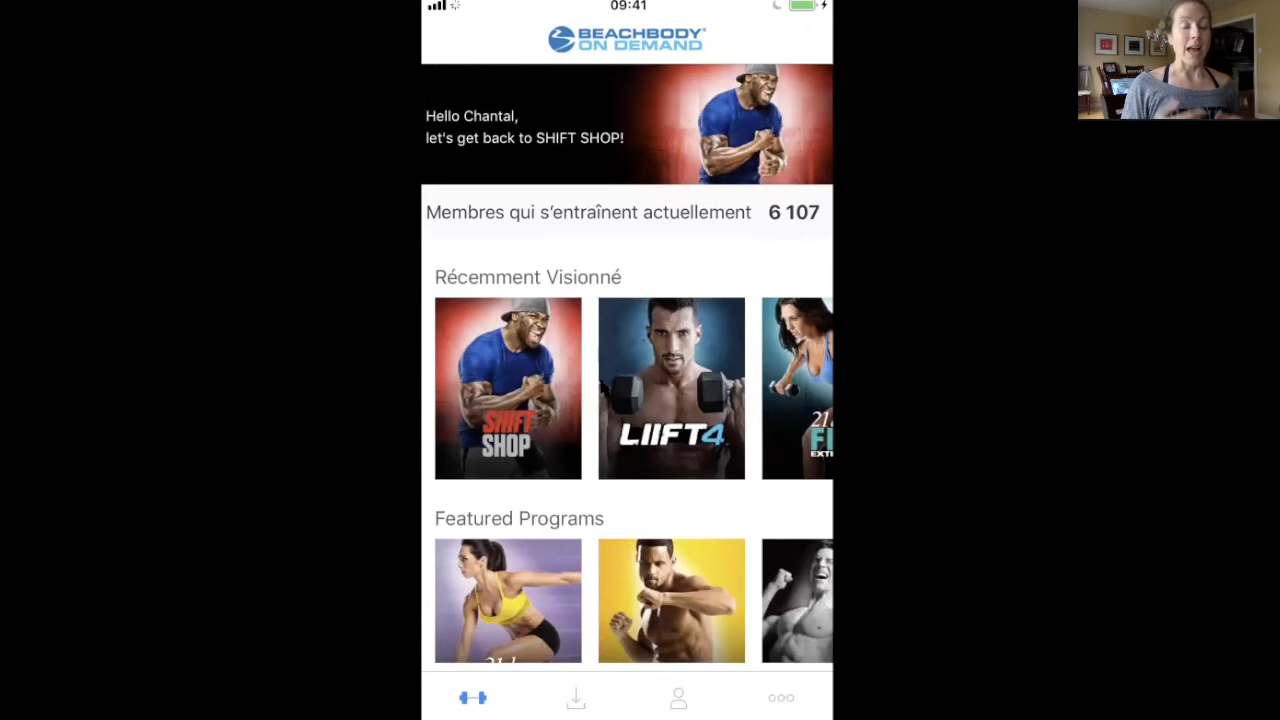 09:41
BEACHBODY
ON DEMAND
Hello Chantal,
let's get back to SHIFT SHOP!
Membres qui s’entraînent actuellement 6 107
Récemment Visionné
SHIFT
SHOP
LIIFT4
21
Featured Programs